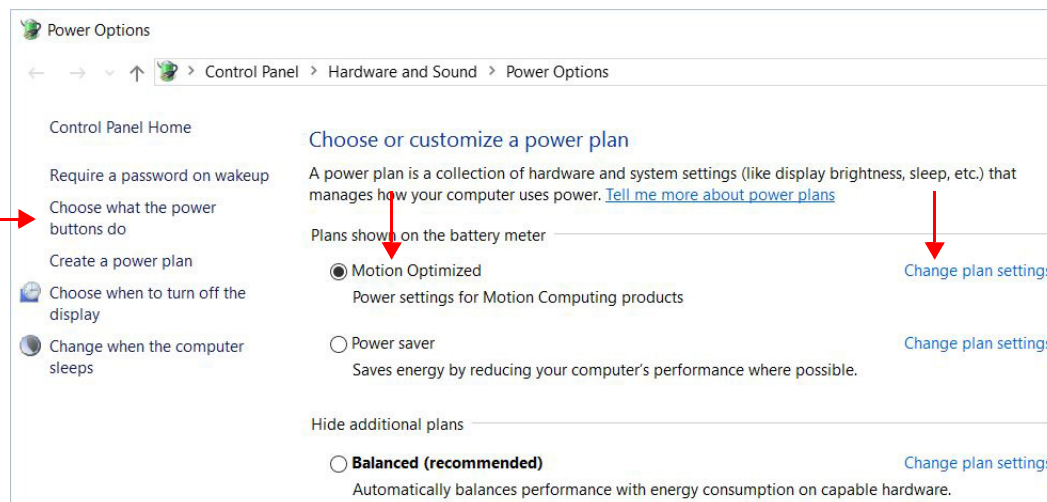 Power Options
Control Panel > Hardware and Sound > Power Options
Control Panel Home
Require a password on wakeup
Choose what the power
buttons do
Create a power plan
Choose when to turn off the
display
Change when the computer
sleeps
Choose or customize a power plan
A power plan is a collection of hardware and system settings (like display brightness, sleep, etc.) that
manages how your computer uses power. Tell me more about power plans
Plans shown on the battery meter
Motion Optimized
Change plan settings
Power settings for Motion Computing products
Power saver
Change plan settings
Saves energy by reducing your computer's performance where possible.
Hide additional plans
Balanced (recommended)
Change plan settings
Automatically balances performance with energy consumption on capable hardware.